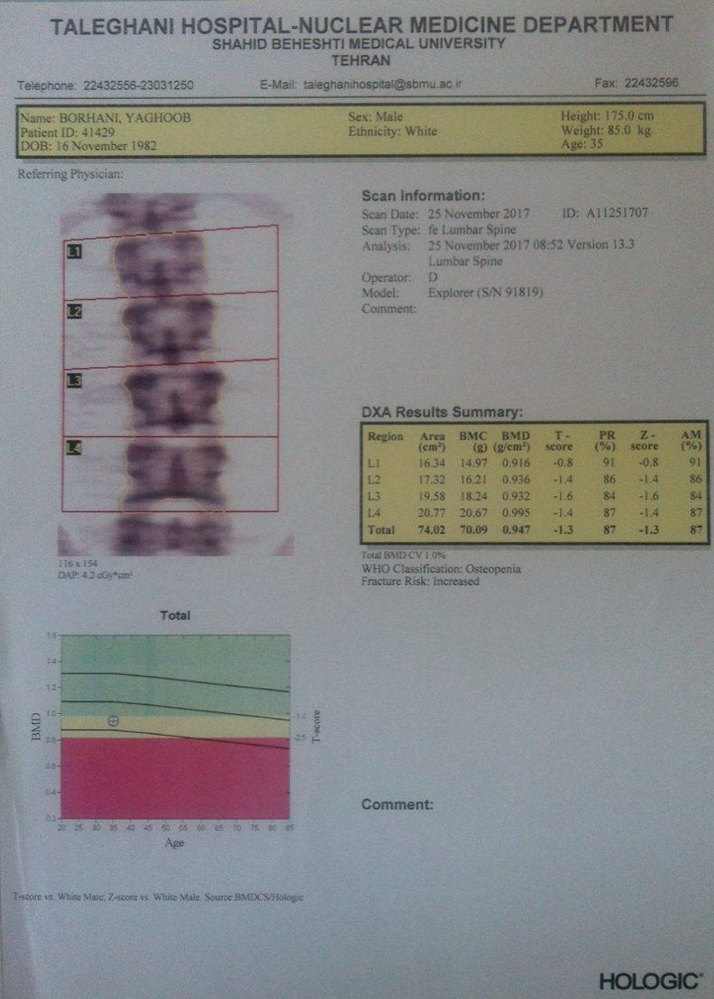 TALEGHANI HOSPITAL-NUCLEAR MEDICINE DEPARTMENT
SHAHID BEHESHTI MEDICAL UNIVERSITY
TEHRAN
Telephone: 22432556-23031250 E-Mail: taleghanihospital@sbmu.ac.ir Fax: 22432596
Name: BORHANI, YAGHOOB Sex: Male Height: 175.0 cm
Patient ID: 41429 Ethnicity: White Weight: 85.0 kg
DOB: 16 November 1982 Age: 35
Referring Physician:
L1
L2
L3
L4
116 x 154
DAP: 4.2 cGy*cm²
Scan Information:
Scan Date: 25 November 2017 ID: A11251707
Scan Type: fe Lumbar Spine
Analysis: 25 November 2017 08:52 Version 13.3
Lumbar Spine
Operator: D
Model: Explorer (S/N 91819)
Comment:
DXA Results Summary:
Region Area BMC BMD T - PR Z - AM
(cm²) (g) (g/cm²) score (%) score (%)
L1 16.34 14.97 0.916 -0.8 91 -0.8 91
L2 17.32 16.21 0.936 -1.4 86 -1.4 86
L3 19.58 18.24 0.932 -1.6 84 -1.6 84
L4 20.77 20.67 0.995 -1.4 87 -1.4 87
Total 74.02 70.09 0.947 -1.3 87 -1.3 87
Total BMD CV 1.0%
WHO Classification: Osteopenia
Fracture Risk: Increased
Total
1.6
1.4
1.2
1.0
0.8
0.6
0.4
0.2
BMD
-1.0
-2.5
T-score
20 25 30 35 40 45 50 55 60 65 70 75 80 85
Age
Comment:
T-score vs. White Male; Z-score vs. White Male. Source:BMDCS/Hologic
HOLOGIC®